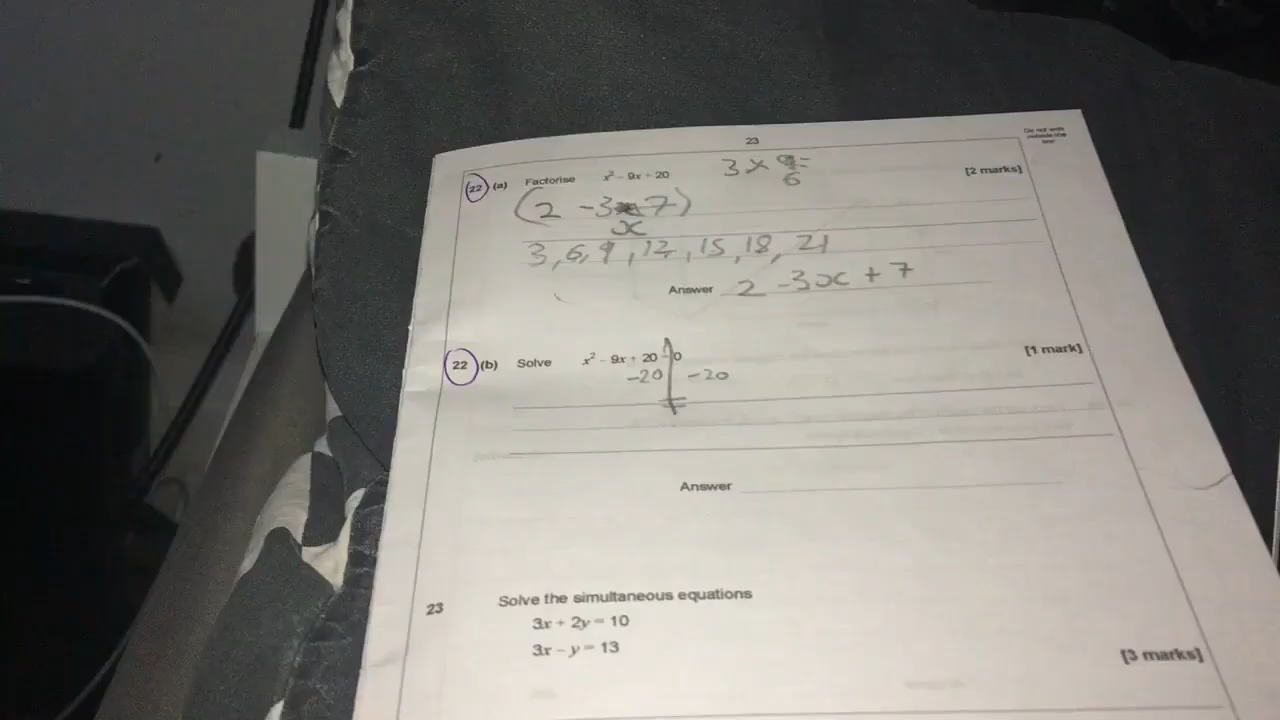 23
Do not write
outside the
line
22 (a) Factorise x² − 9x + 20
3 × 9 =
6
[2 marks]
(2 − 3 7)
x
3, 6, 9, 12, 15, 18, 21
Answer 2 − 3x + 7
22 (b) Solve x² − 9x + 20 = 0
[1 mark]
−20 −20
Answer
23 Solve the simultaneous equations
3x + 2y = 10
3x − y = 13
[3 marks]